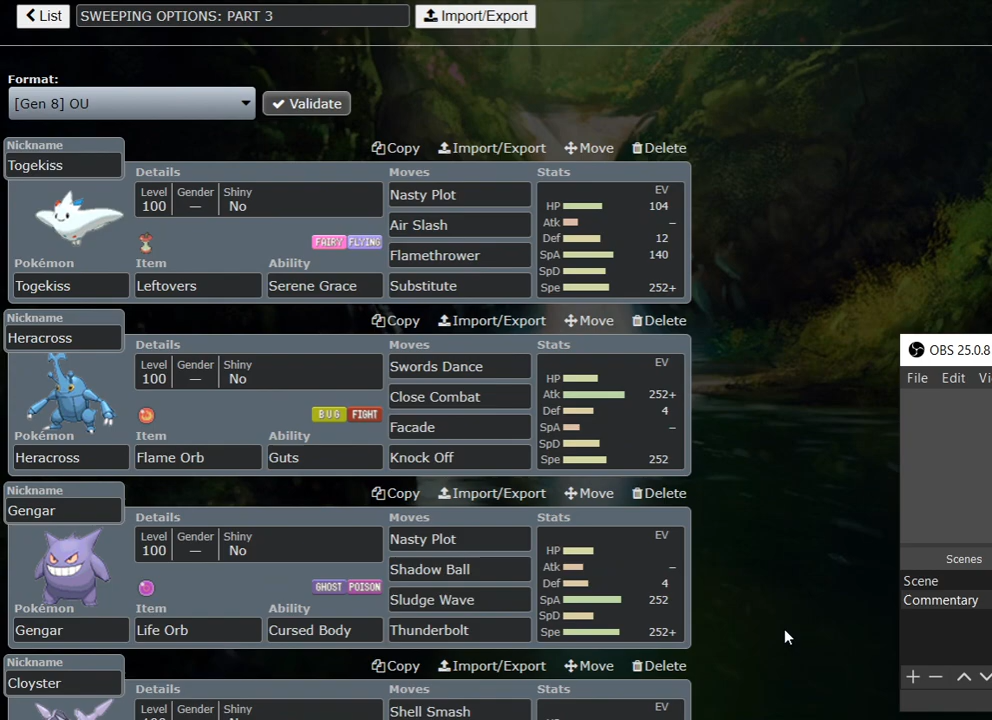 List
SWEEPING OPTIONS: PART 3
Import/Export
Format:
[Gen 8] OU
Validate
Copy Import/Export Move Delete
Nickname
Togekiss
Details
Level Gender Shiny
100 — No
FAIRY FLYING
Pokémon Item Ability
Togekiss Leftovers Serene Grace
Moves
Nasty Plot
Air Slash
Flamethrower
Substitute
Stats
EV
HP 104
Atk –
Def 12
SpA 140
SpD
Spe 252+
Copy Import/Export Move Delete
Nickname
Heracross
Details
Level Gender Shiny
100 — No
BUG FIGHT
Pokémon Item Ability
Heracross Flame Orb Guts
Moves
Swords Dance
Close Combat
Facade
Knock Off
Stats
EV
HP
Atk 252+
Def 4
SpA –
SpD
Spe 252
Copy Import/Export Move Delete
Nickname
Gengar
Details
Level Gender Shiny
100 — No
GHOST POISON
Pokémon Item Ability
Gengar Life Orb Cursed Body
Moves
Nasty Plot
Shadow Ball
Sludge Wave
Thunderbolt
Stats
EV
HP
Atk –
Def 4
SpA 252
SpD
Spe 252+
Copy Import/Export Move Delete
Nickname
Cloyster
Details
Level Gender Shiny
Moves
Shell Smash
Stats
EV
OBS 25.0.8
File Edit Vi
Scenes
Scene
Commentary